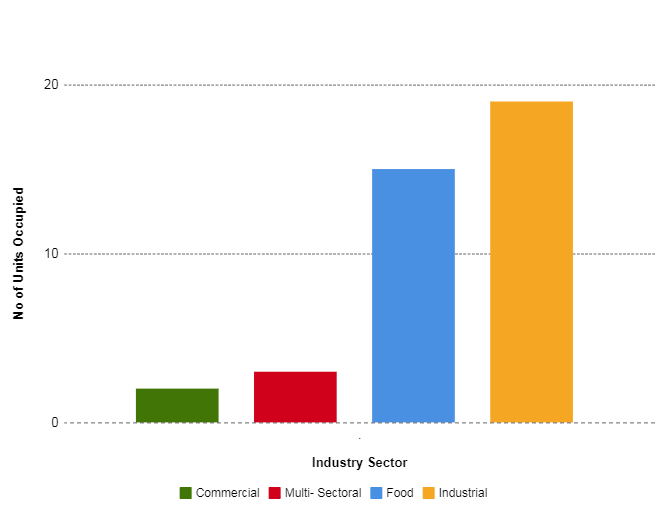 20
10
0
No of Units Occupied
.
Industry Sector
Commercial Multi- Sectoral Food Industrial